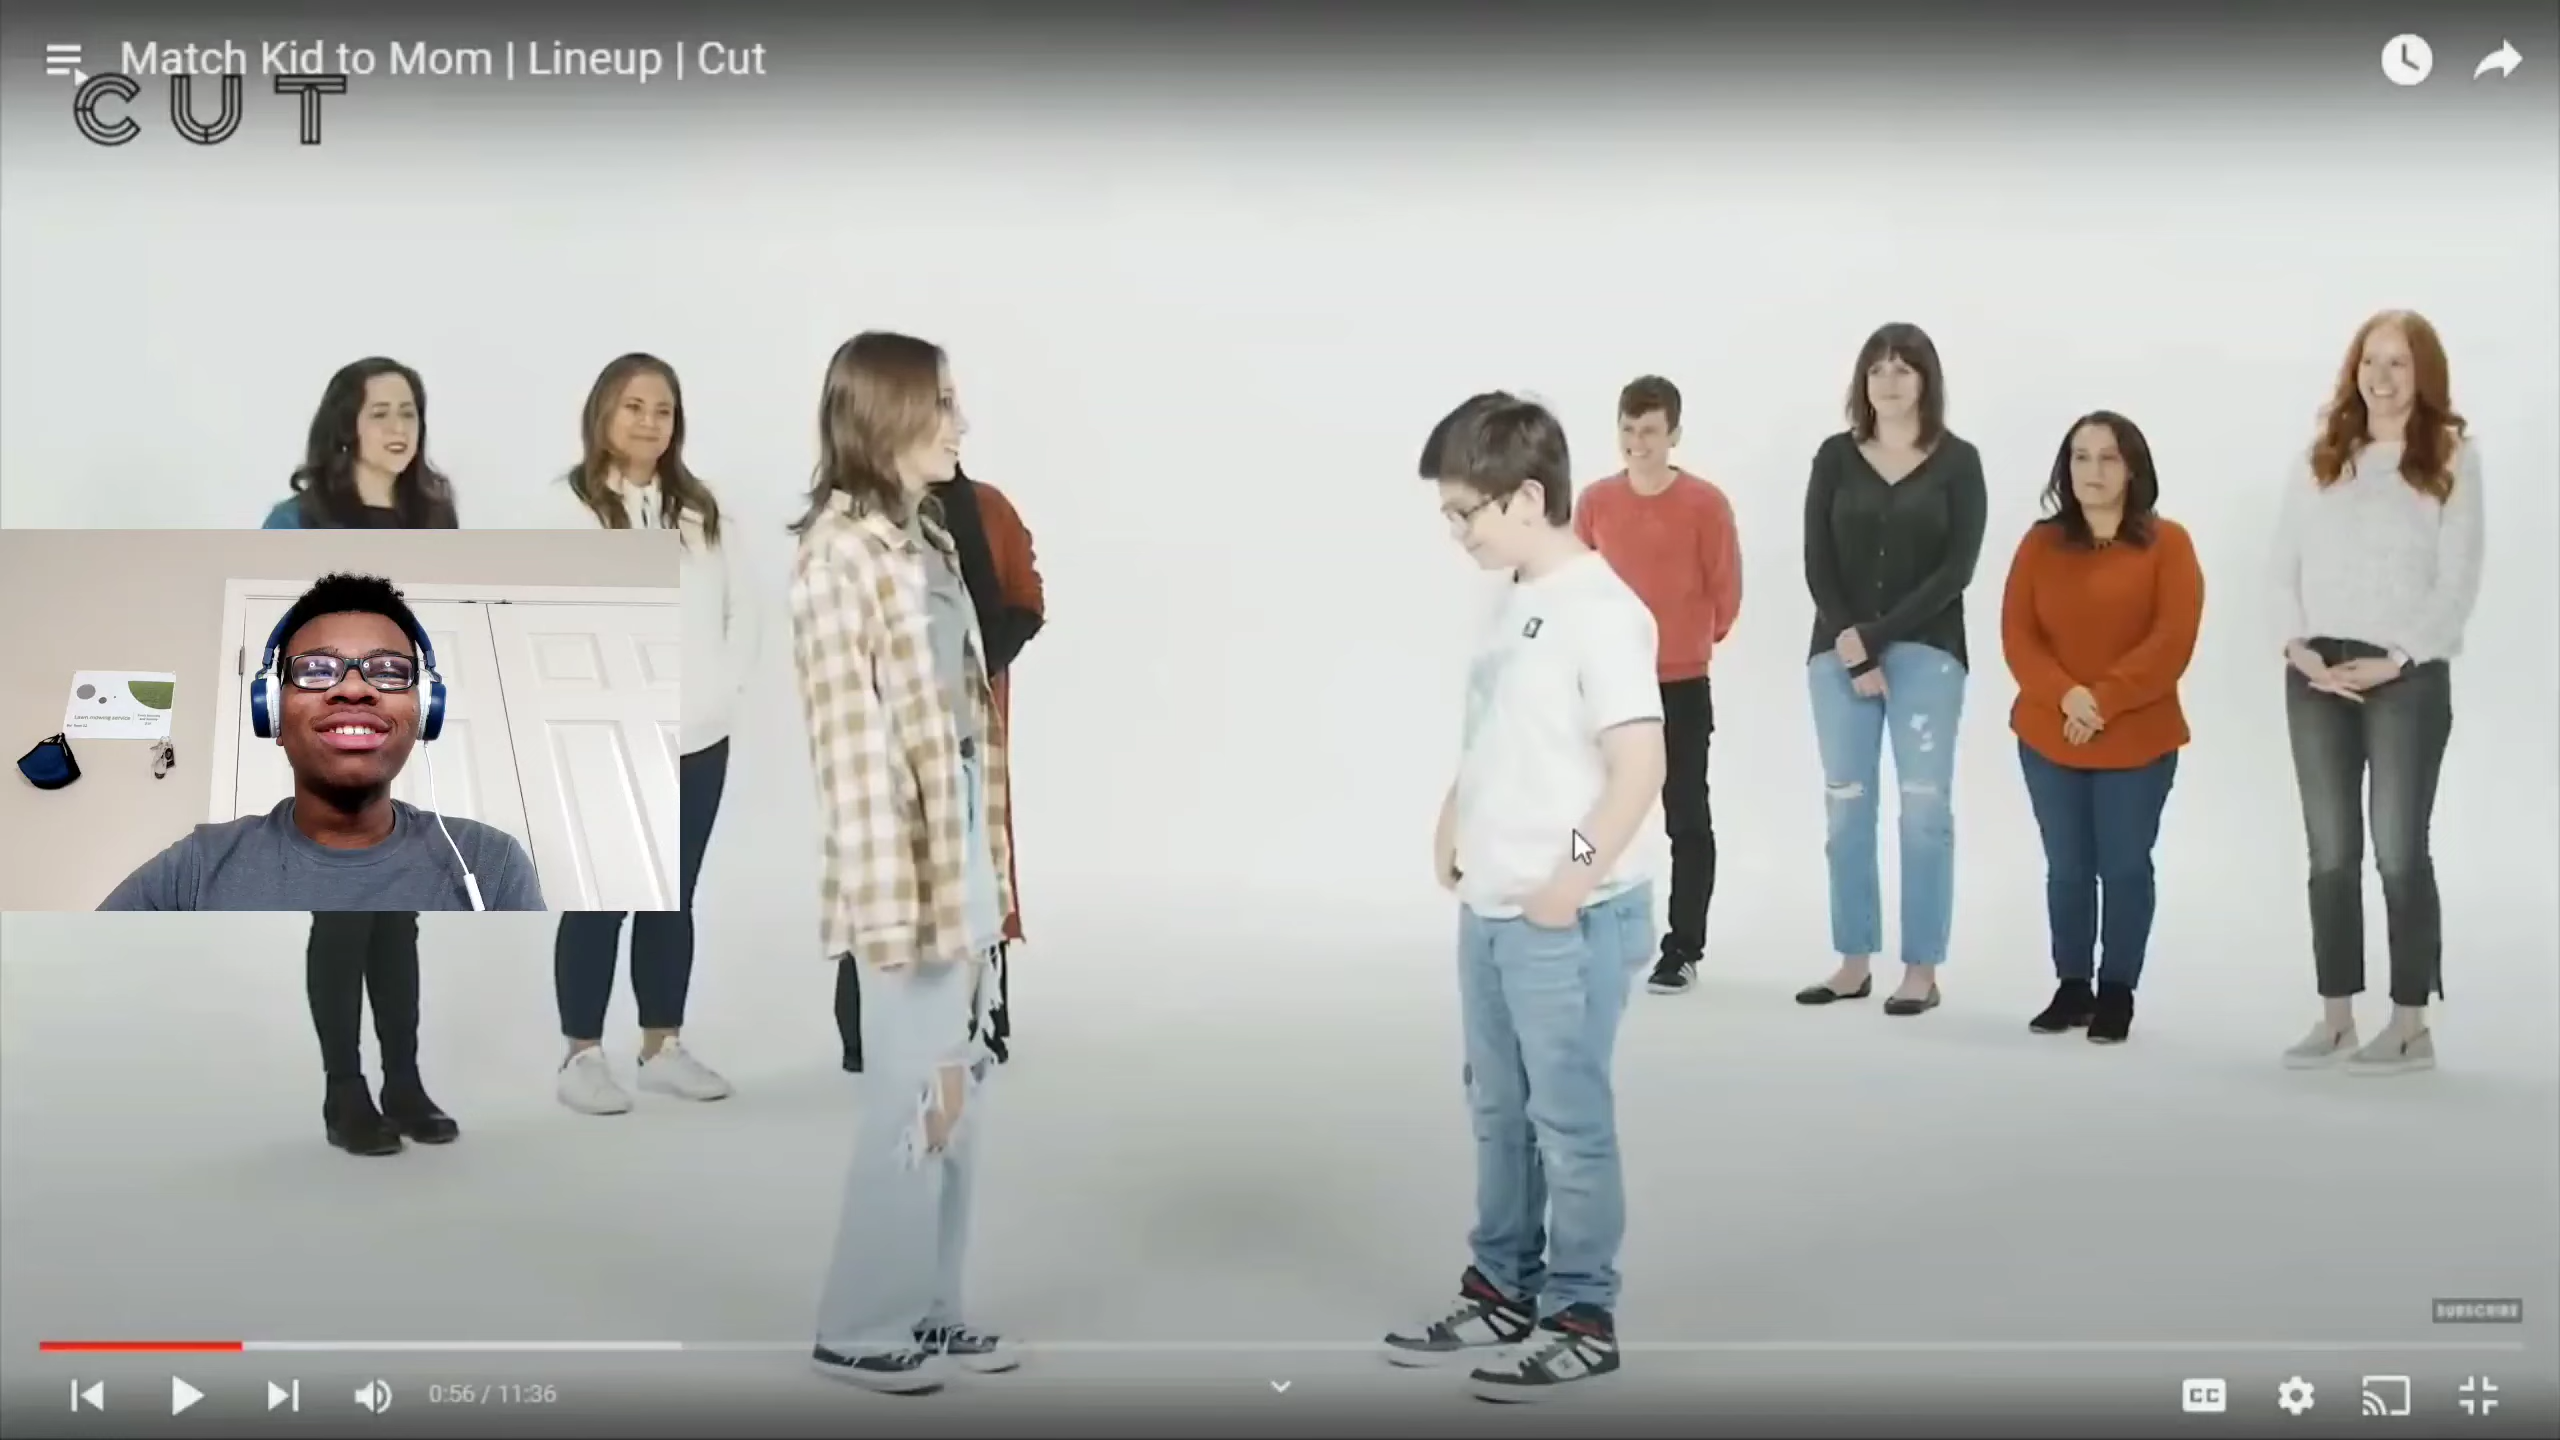 Match Kid to Mom | Lineup | Cut
CUT
Lawn mowing service
SUBSCRIBE
0:56 / 11:36
CC